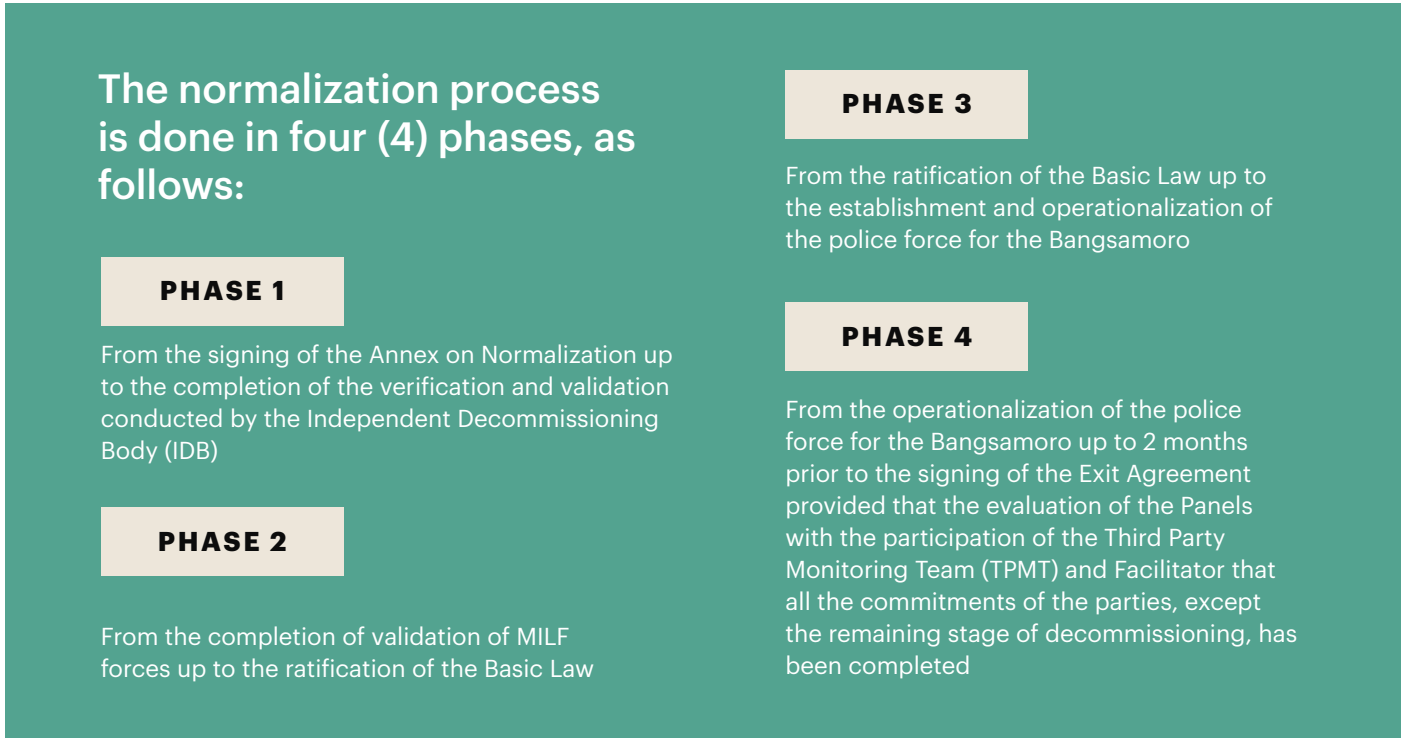 The normalization process
is done in four (4) phases, as
follows:
PHASE 1
From the signing of the Annex on Normalization up
to the completion of the verification and validation
conducted by the Independent Decommissioning
Body (IDB)
PHASE 2
From the completion of validation of MILF
forces up to the ratification of the Basic Law
PHASE 3
From the ratification of the Basic Law up to
the establishment and operationalization of
the police force for the Bangsamoro
PHASE 4
From the operationalization of the police
force for the Bangsamoro up to 2 months
prior to the signing of the Exit Agreement
provided that the evaluation of the Panels
with the participation of the Third Party
Monitoring Team (TPMT) and Facilitator that
all the commitments of the parties, except
the remaining stage of decommissioning, has
been completed